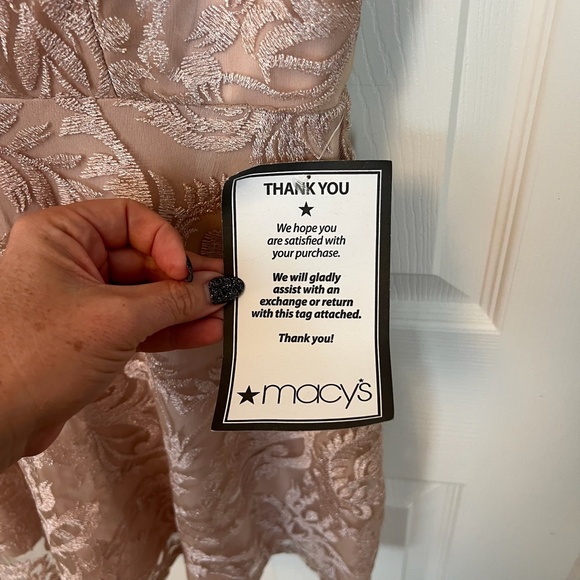 THANK YOU
★
We hope you
are satisfied with
your purchase.
We will gladly
assist with an
exchange or return
with this tag attached.
Thank you!
★macy's